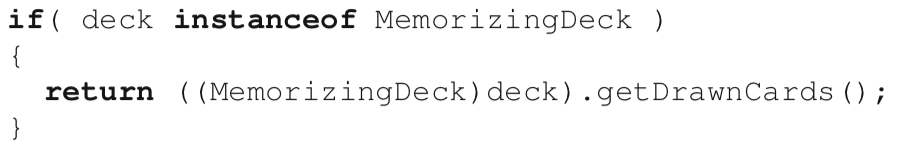 if( deck instanceof MemorizingDeck )
{
  return ((MemorizingDeck)deck).getDrawnCards();
}